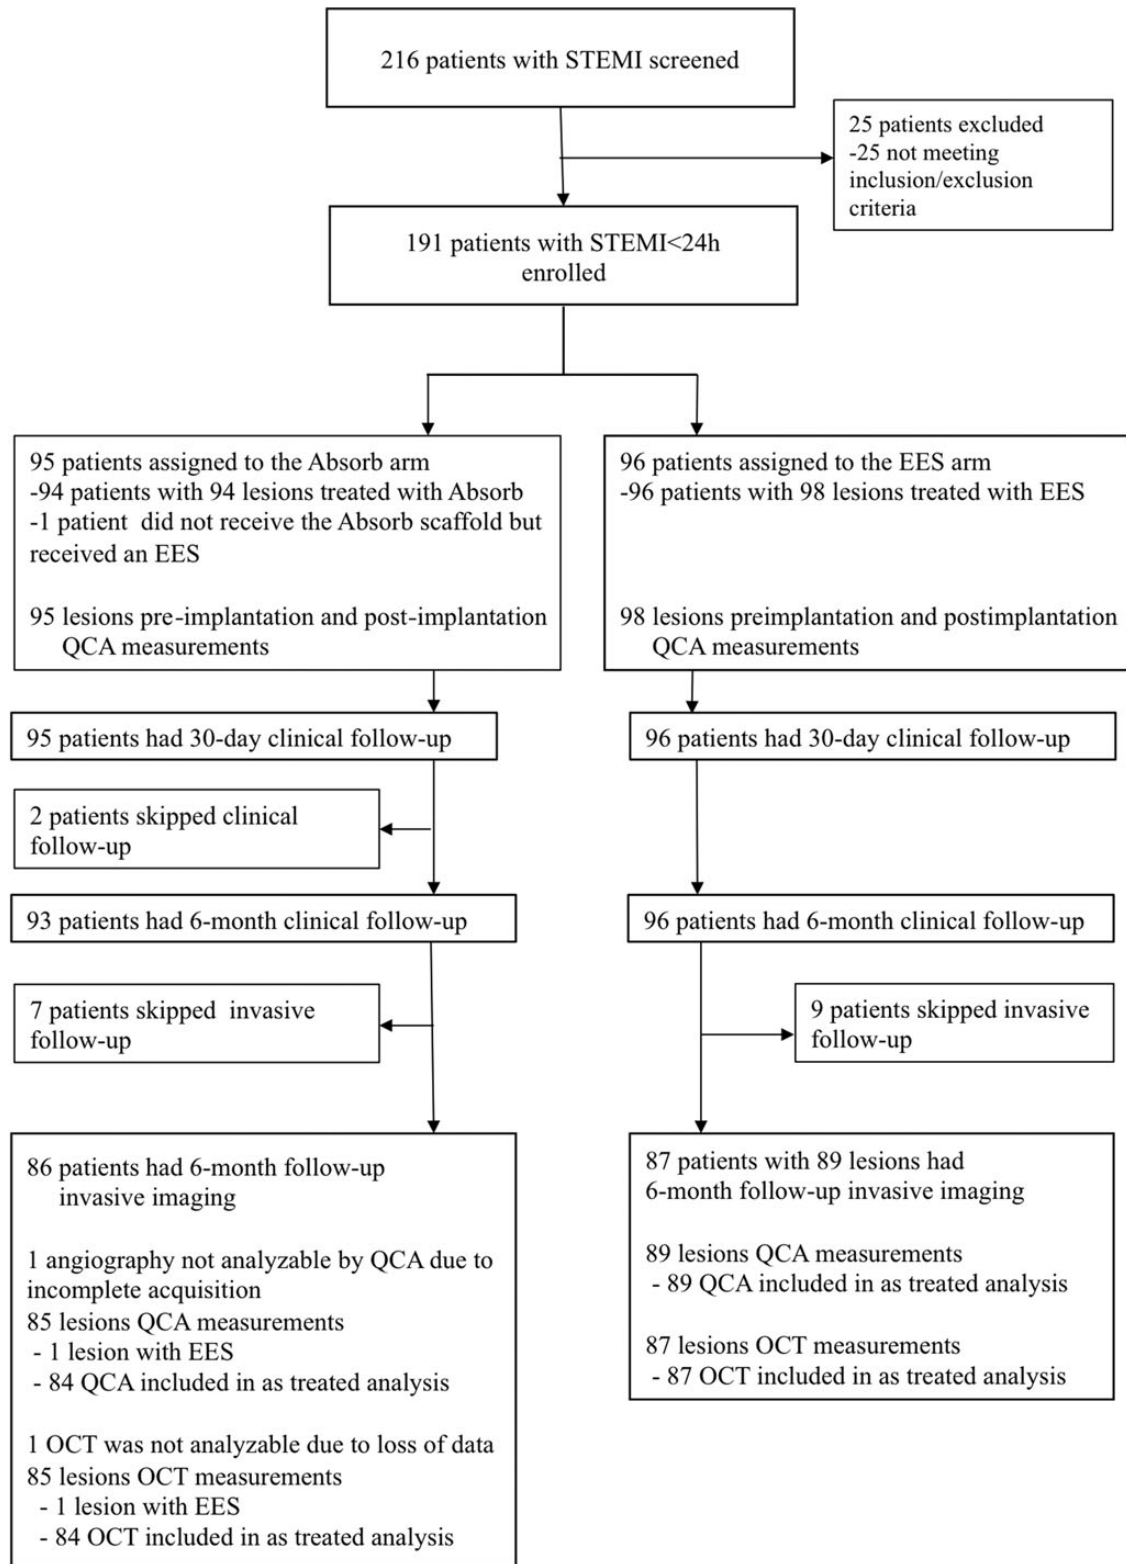 216 patients with STEMI screened
25 patients excluded
-25 not meeting
inclusion/exclusion
criteria
191 patients with STEMI<24h
enrolled
95 patients assigned to the Absorb arm
-94 patients with 94 lesions treated with Absorb
-1 patient did not receive the Absorb scaffold but
received an EES
95 lesions pre-implantation and post-implantation
QCA measurements
96 patients assigned to the EES arm
-96 patients with 98 lesions treated with EES
98 lesions preimplantation and postimplantation
QCA measurements
95 patients had 30-day clinical follow-up
96 patients had 30-day clinical follow-up
2 patients skipped clinical
follow-up
93 patients had 6-month clinical follow-up
96 patients had 6-month clinical follow-up
7 patients skipped invasive
follow-up
9 patients skipped invasive
follow-up
86 patients had 6-month follow-up
invasive imaging
1 angiography not analyzable by QCA due to
incomplete acquisition
85 lesions QCA measurements
- 1 lesion with EES
- 84 QCA included in as treated analysis
1 OCT was not analyzable due to loss of data
85 lesions OCT measurements
- 1 lesion with EES
- 84 OCT included in as treated analysis
87 patients with 89 lesions had
6-month follow-up invasive imaging
89 lesions QCA measurements
- 89 QCA included in as treated analysis
87 lesions OCT measurements
- 87 OCT included in as treated analysis